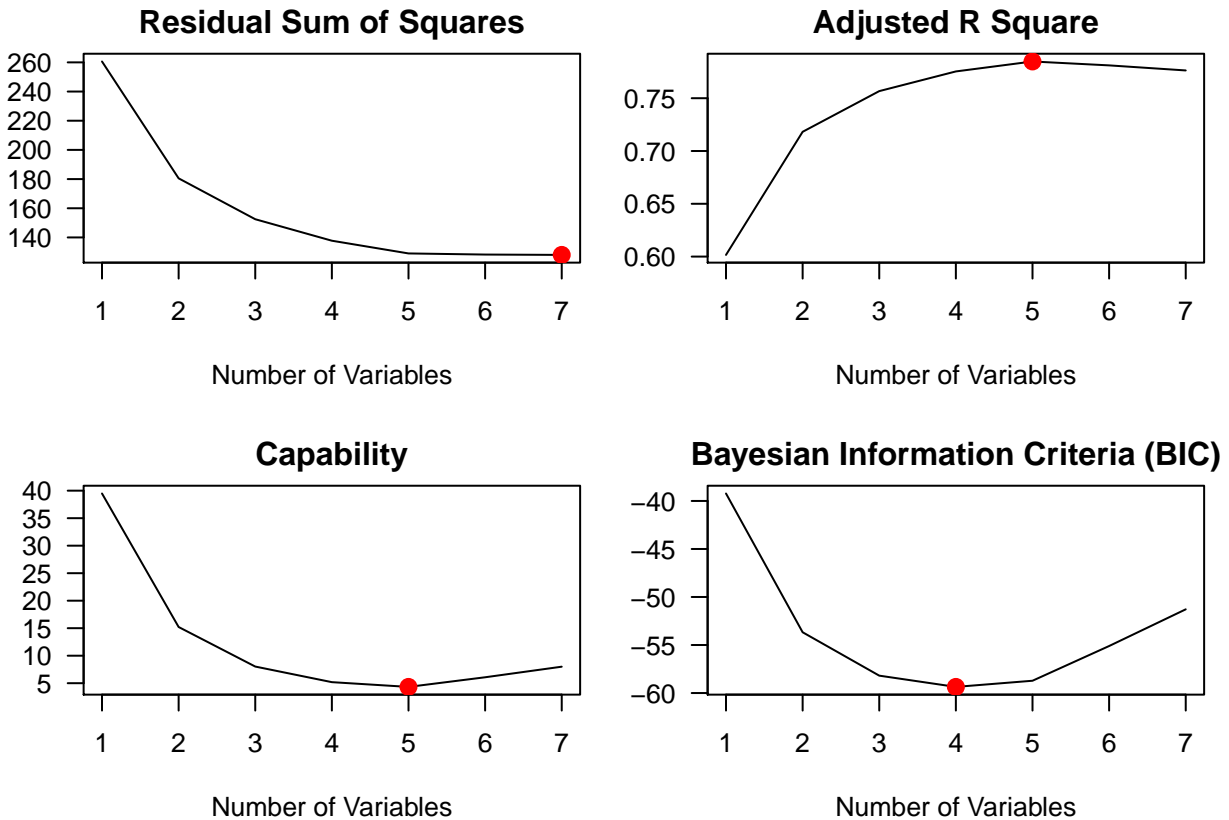 Residual Sum of Squares
260
240
220
200
180
160
140
1 2 3 4 5 6 7
Number of Variables
Adjusted R Square
0.75
0.70
0.65
0.60
1 2 3 4 5 6 7
Number of Variables
Capability
40
35
30
25
20
15
10
5
1 2 3 4 5 6 7
Number of Variables
Bayesian Information Criteria (BIC)
−40
−45
−50
−55
−60
1 2 3 4 5 6 7
Number of Variables